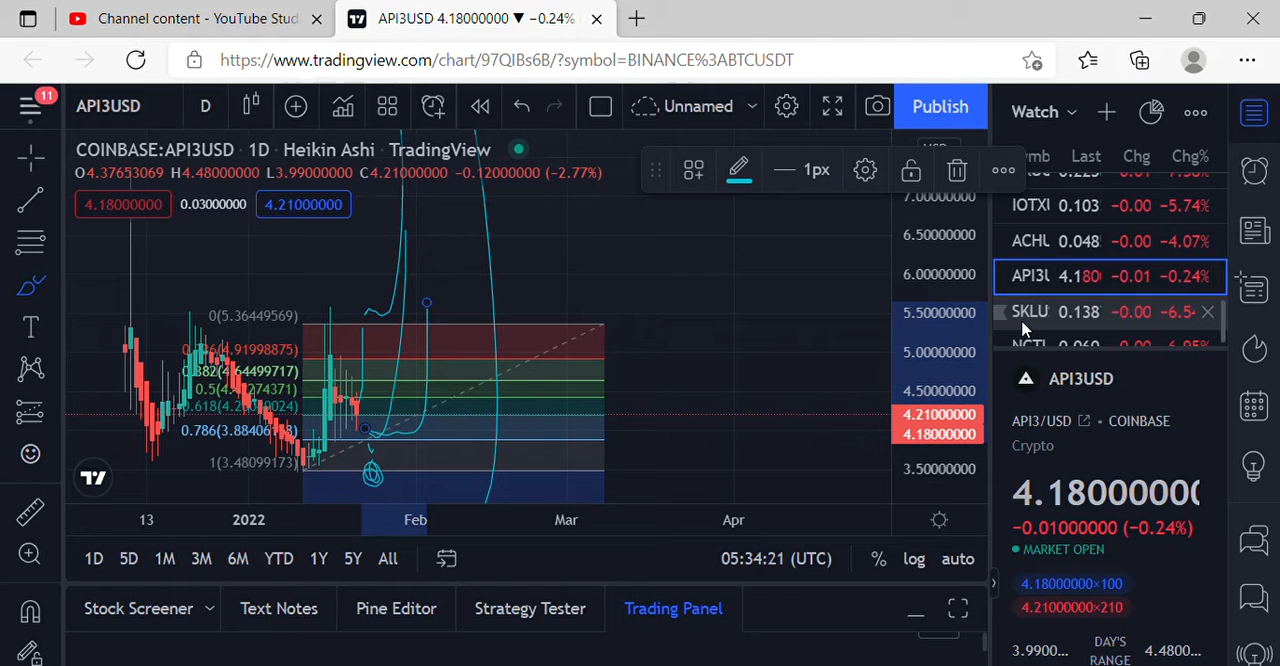 Channel content - YouTube Stud
API3USD 4.18000000 ▼ −0.24%
https://www.tradingview.com/chart/97QIBs6B/?symbol=BINANCE%3ABTCUSDT
11
API3USD
D
Unnamed
Publish
Watch
COINBASE:API3USD · 1D · Heikin Ashi · TradingView
O4.37653069 H4.48000000 L3.99000000 C4.21000000 −0.12000000 (−2.77%)
4.18000000
0.03000000
4.21000000
1px
Last Chg Chg%
IOTXU 0.103 −0.00 −5.74%
ACHU 0.048 −0.00 −4.07%
API3U 4.180 −0.01 −0.24%
SKLU 0.138 −0.00 −6.54
7.00000000
6.50000000
6.00000000
5.50000000
5.00000000
4.50000000
4.21000000
4.18000000
3.50000000
0(5.36449569)
0.5(4.
0.618(4.2
0.786(3.8840
1(3.48099173)
13 2022 Feb Mar Apr
1D 5D 1M 3M 6M YTD 1Y 5Y All
05:34:21 (UTC)
% log auto
Stock Screener
Text Notes
Pine Editor
Strategy Tester
Trading Panel
API3USD
API3/USD • COINBASE
Crypto
4.1800000
−0.01000000 (−0.24%)
MARKET OPEN
4.18000000×100
4.21000000×210
3.9900...
DAY'S
RANGE
4.4800...